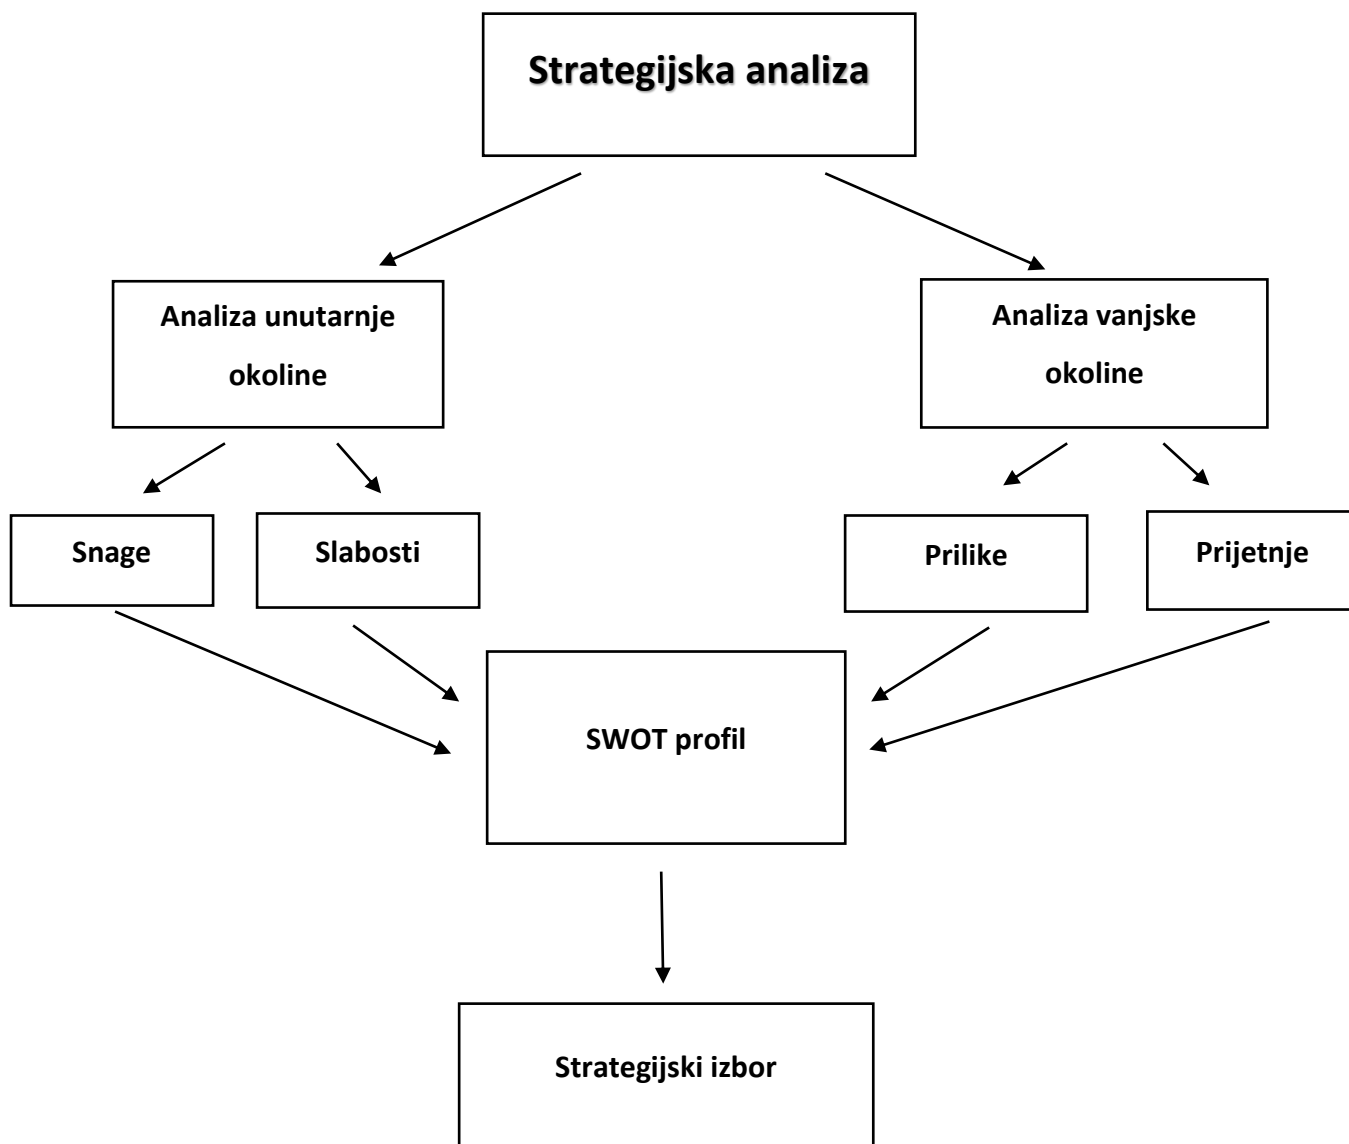 Strategijska analiza
Analiza unutarnje
okoline
Analiza vanjske
okoline
Snage
Slabosti
Prilike
Prijetnje
SWOT profil
Strategijski izbor